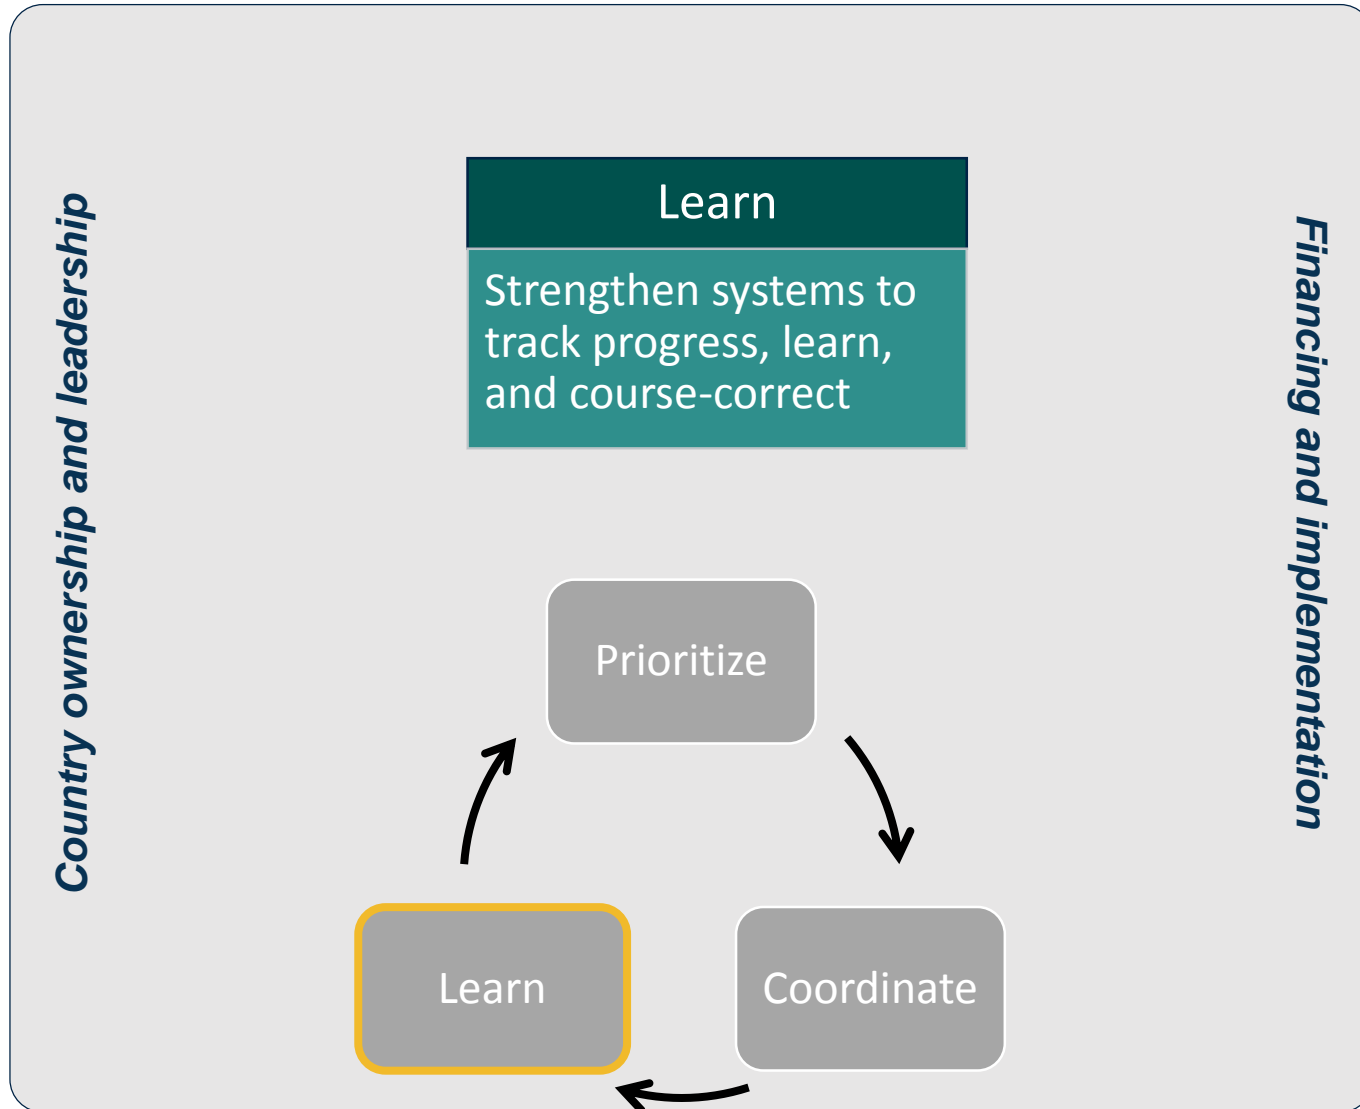 Country ownership and leadership
Learn
Strengthen systems to
track progress, learn,
and course-correct
Financing and implementation
Prioritize
Learn
Coordinate